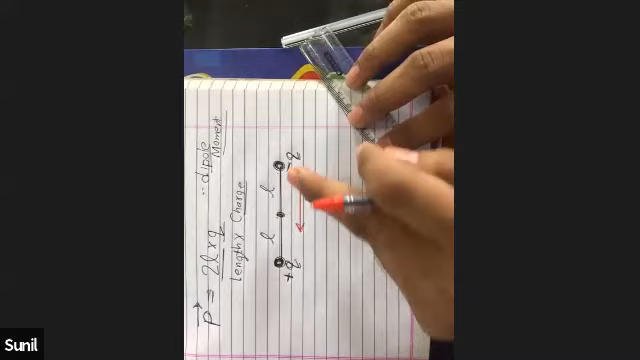 P⃗ = 2l × q :- dipole Moment
Length × Charge
l l
+q -q
Sunil